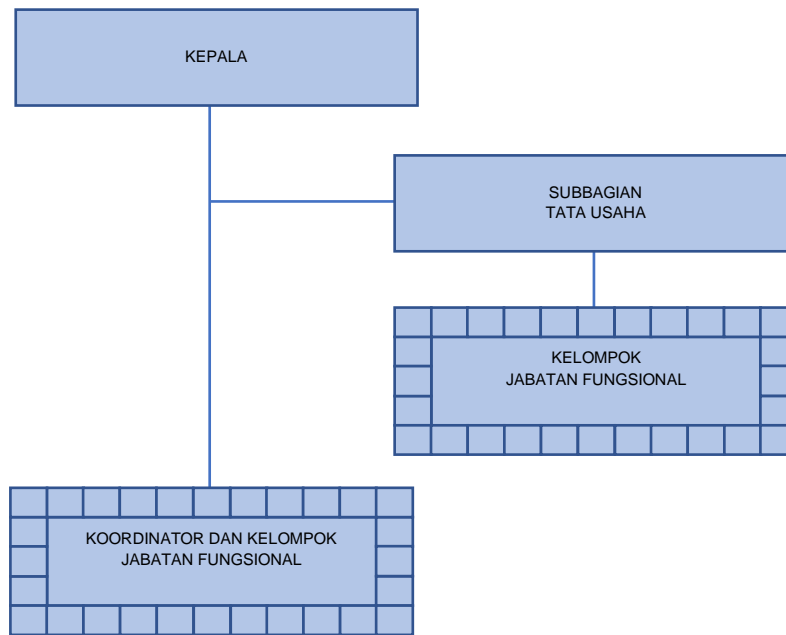 KEPALA
SUBBAGIAN
TATA USAHA
KELOMPOK
JABATAN FUNGSIONAL
KOORDINATOR DAN KELOMPOK
JABATAN FUNGSIONAL